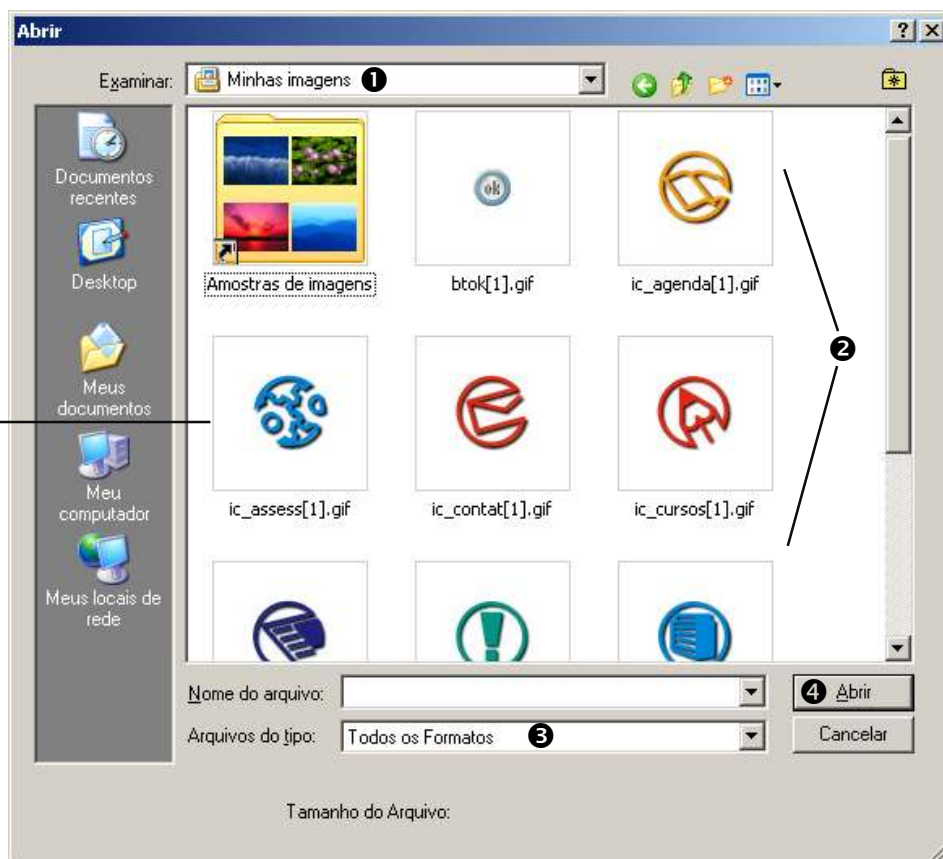 Abrir
Examinar: Minhas imagens ❶
Documentos
recentes
Desktop
Meus
documentos
Meu
computador
Meus locais de
rede
ok
Amostras de imagens btok[1].gif ic_agenda[1].gif
❷
ic_assess[1].gif ic_contat[1].gif ic_cursos[1].gif
Nome do arquivo: ❹ Abrir
Arquivos do tipo: Todos os Formatos ❸ Cancelar
Tamanho do Arquivo: